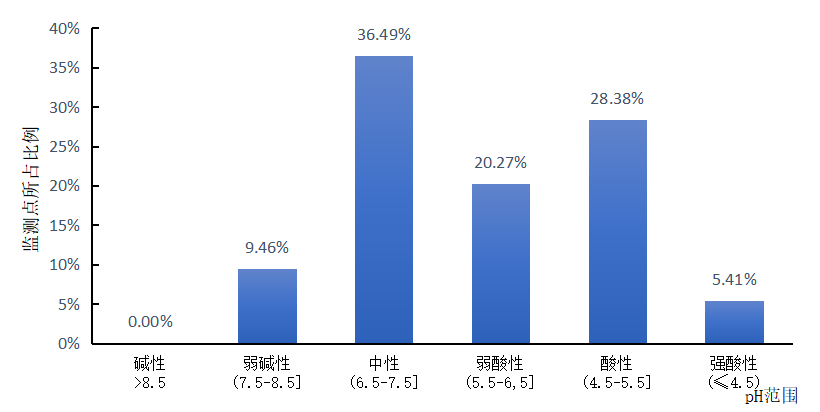 40%
35%
30%
25%
20%
15%
10%
5%
0%
监测点所占比例
0.00%
9.46%
36.49%
20.27%
28.38%
5.41%
碱性
>8.5
弱碱性
(7.5-8.5]
中性
(6.5-7.5]
弱酸性
(5.5-6,5]
酸性
(4.5-5.5]
强酸性
(≤4.5)
pH范围